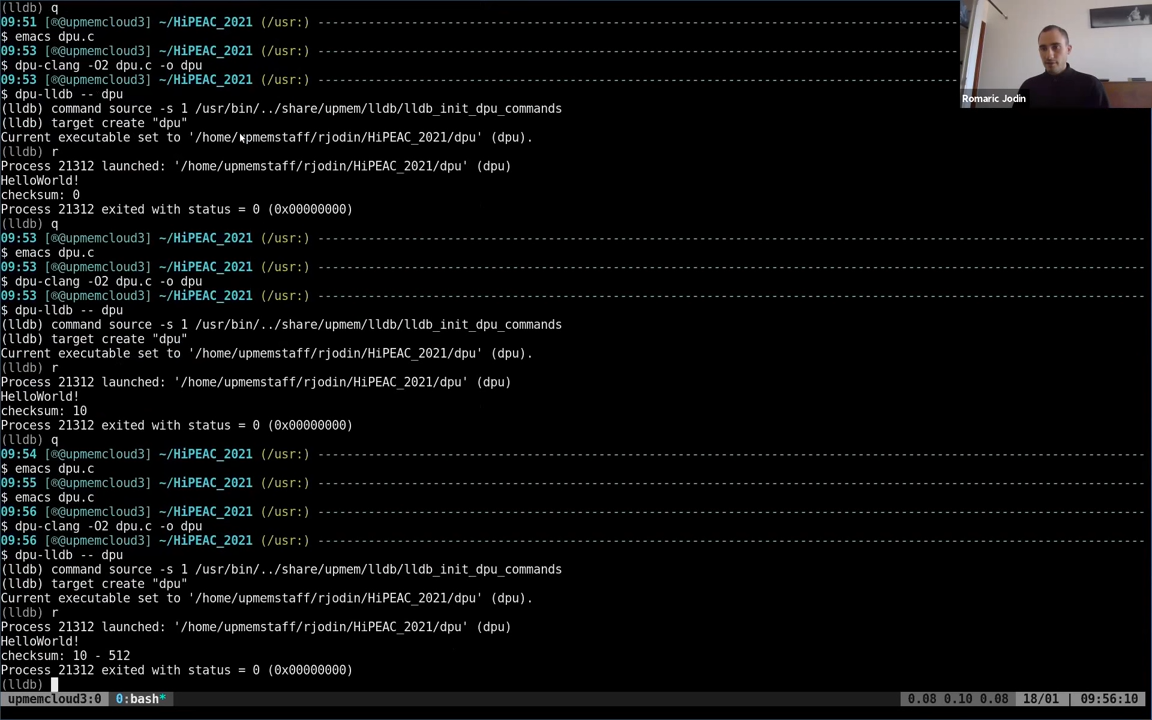 (lldb) q
09:51 [®@upmemcloud3] ~/HiPEAC_2021 (/usr:) ----------------------------------------------------------------------------------------
$ emacs dpu.c
09:53 [®@upmemcloud3] ~/HiPEAC_2021 (/usr:) ----------------------------------------------------------------------------------------
$ dpu-clang -O2 dpu.c -o dpu
09:53 [®@upmemcloud3] ~/HiPEAC_2021 (/usr:) ----------------------------------------------------------------------------------------
$ dpu-lldb -- dpu
Romaric Jodin
(lldb) command source -s 1 /usr/bin/../share/upmem/lldb/lldb_init_dpu_commands
(lldb) target create "dpu"
Current executable set to '/home/upmemstaff/rjodin/HiPEAC_2021/dpu' (dpu).
(lldb) r
Process 21312 launched: '/home/upmemstaff/rjodin/HiPEAC_2021/dpu' (dpu)
HelloWorld!
checksum: 0
Process 21312 exited with status = 0 (0x00000000)
(lldb) q
09:53 [®@upmemcloud3] ~/HiPEAC_2021 (/usr:) -------------------------------------------------------------------------------------------------------------------
$ emacs dpu.c
09:53 [®@upmemcloud3] ~/HiPEAC_2021 (/usr:) -------------------------------------------------------------------------------------------------------------------
$ dpu-clang -O2 dpu.c -o dpu
09:53 [®@upmemcloud3] ~/HiPEAC_2021 (/usr:) -------------------------------------------------------------------------------------------------------------------
$ dpu-lldb -- dpu
(lldb) command source -s 1 /usr/bin/../share/upmem/lldb/lldb_init_dpu_commands
(lldb) target create "dpu"
Current executable set to '/home/upmemstaff/rjodin/HiPEAC_2021/dpu' (dpu).
(lldb) r
Process 21312 launched: '/home/upmemstaff/rjodin/HiPEAC_2021/dpu' (dpu)
HelloWorld!
checksum: 10
Process 21312 exited with status = 0 (0x00000000)
(lldb) q
09:54 [®@upmemcloud3] ~/HiPEAC_2021 (/usr:) -------------------------------------------------------------------------------------------------------------------
$ emacs dpu.c
09:55 [®@upmemcloud3] ~/HiPEAC_2021 (/usr:) -------------------------------------------------------------------------------------------------------------------
$ emacs dpu.c
09:56 [®@upmemcloud3] ~/HiPEAC_2021 (/usr:) -------------------------------------------------------------------------------------------------------------------
$ dpu-clang -O2 dpu.c -o dpu
09:56 [®@upmemcloud3] ~/HiPEAC_2021 (/usr:) -------------------------------------------------------------------------------------------------------------------
$ dpu-lldb -- dpu
(lldb) command source -s 1 /usr/bin/../share/upmem/lldb/lldb_init_dpu_commands
(lldb) target create "dpu"
Current executable set to '/home/upmemstaff/rjodin/HiPEAC_2021/dpu' (dpu).
(lldb) r
Process 21312 launched: '/home/upmemstaff/rjodin/HiPEAC_2021/dpu' (dpu)
HelloWorld!
checksum: 10 - 512
Process 21312 exited with status = 0 (0x00000000)
(lldb)
upmemcloud3:0 0:bash* 0.08 0.10 0.08 18/01 | 09:56:10